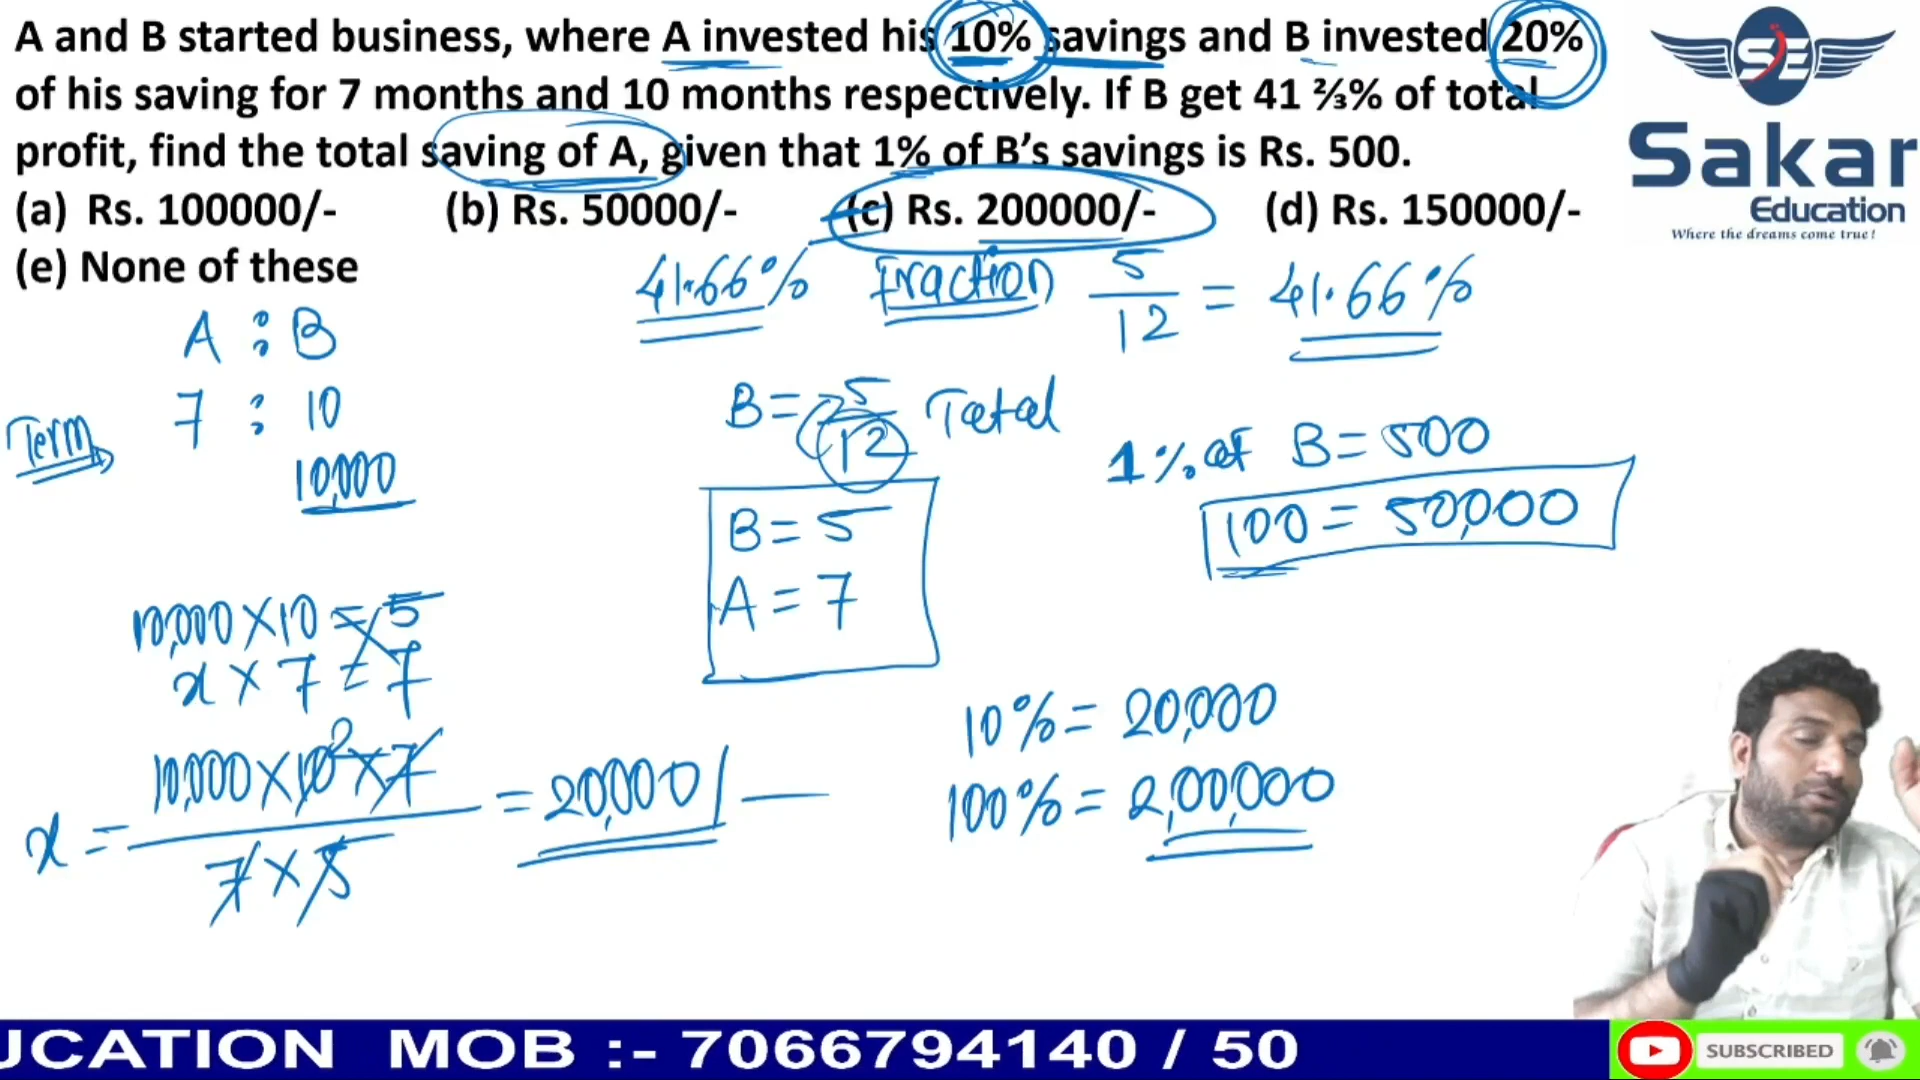 A and B started business, where A invested his 10% savings and B invested 20%
of his saving for 7 months and 10 months respectively. If B get 41 ⅔% of total
profit, find the total saving of A, given that 1% of B’s savings is Rs. 500.
(a) Rs. 100000/- (b) Rs. 50000/- (c) Rs. 200000/- (d) Rs. 150000/-
(e) None of these
SE
Sakar
Education
Where the dreams come true!
41.66% Fraction 5/12 = 41.66%
A : B
Term 7 : 10
10,000
B = 5/12 Total
B = 5
A = 7
1% of B = 500
100 = 50,000
10,000 × 10 = 5
x × 7 = 7
x = 10,000 × 10 2 × 7 / 7 × 5 = 20,000/
10% = 20,000
100% = 2,00,000
UCATION MOB :- 7066794140 / 50
SUBSCRIBED